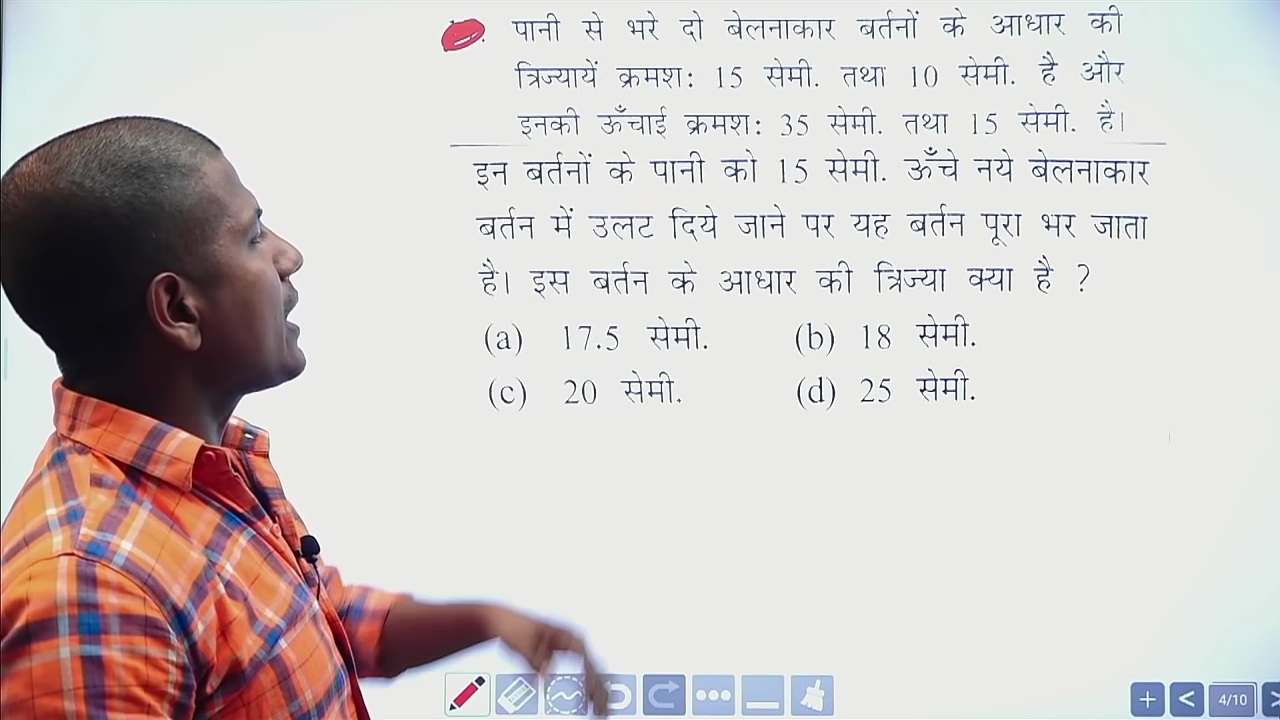 पानी से भरे दो बेलनाकार बर्तनों के आधार की
त्रिज्यायें क्रमश: 15 सेमी. तथा 10 सेमी. है और
इनकी ऊँचाई क्रमश: 35 सेमी. तथा 15 सेमी. है।
इन बर्तनों के पानी को 15 सेमी. ऊँचे नये बेलनाकार
बर्तन में उलट दिये जाने पर यह बर्तन पूरा भर जाता
है। इस बर्तन के आधार की त्रिज्या क्या है ?
(a) 17.5 सेमी. (b) 18 सेमी.
(c) 20 सेमी. (d) 25 सेमी.
4/10